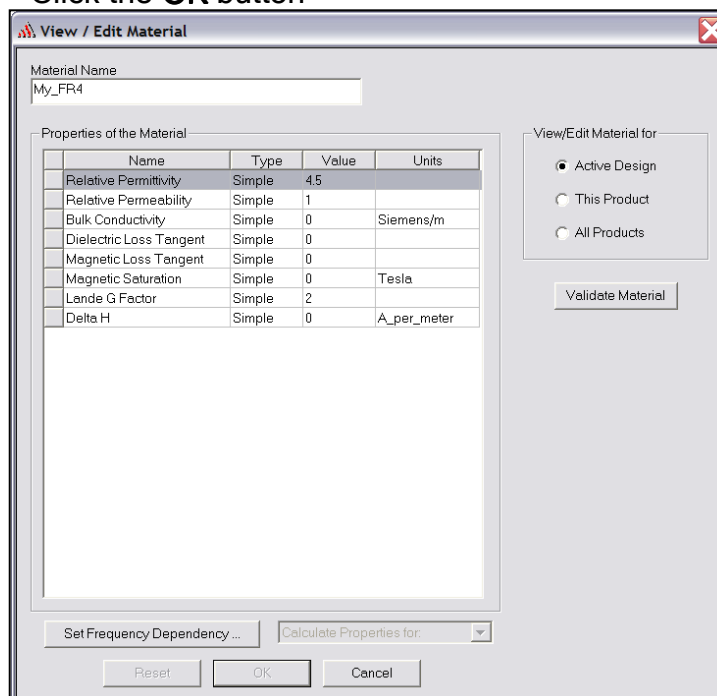 Click the OK button
View / Edit Material
Material Name
My_FR4
Properties of the Material
Name Type Value Units
Relative Permittivity Simple 4.5
Relative Permeability Simple 1
Bulk Conductivity Simple 0 Siemens/m
Dielectric Loss Tangent Simple 0
Magnetic Loss Tangent Simple 0
Magnetic Saturation Simple 0 Tesla
Lande G Factor Simple 2
Delta H Simple 0 A_per_meter
View/Edit Material for
Active Design
This Product
All Products
Validate Material
Set Frequency Dependency ...
Calculate Properties for:
Reset OK Cancel